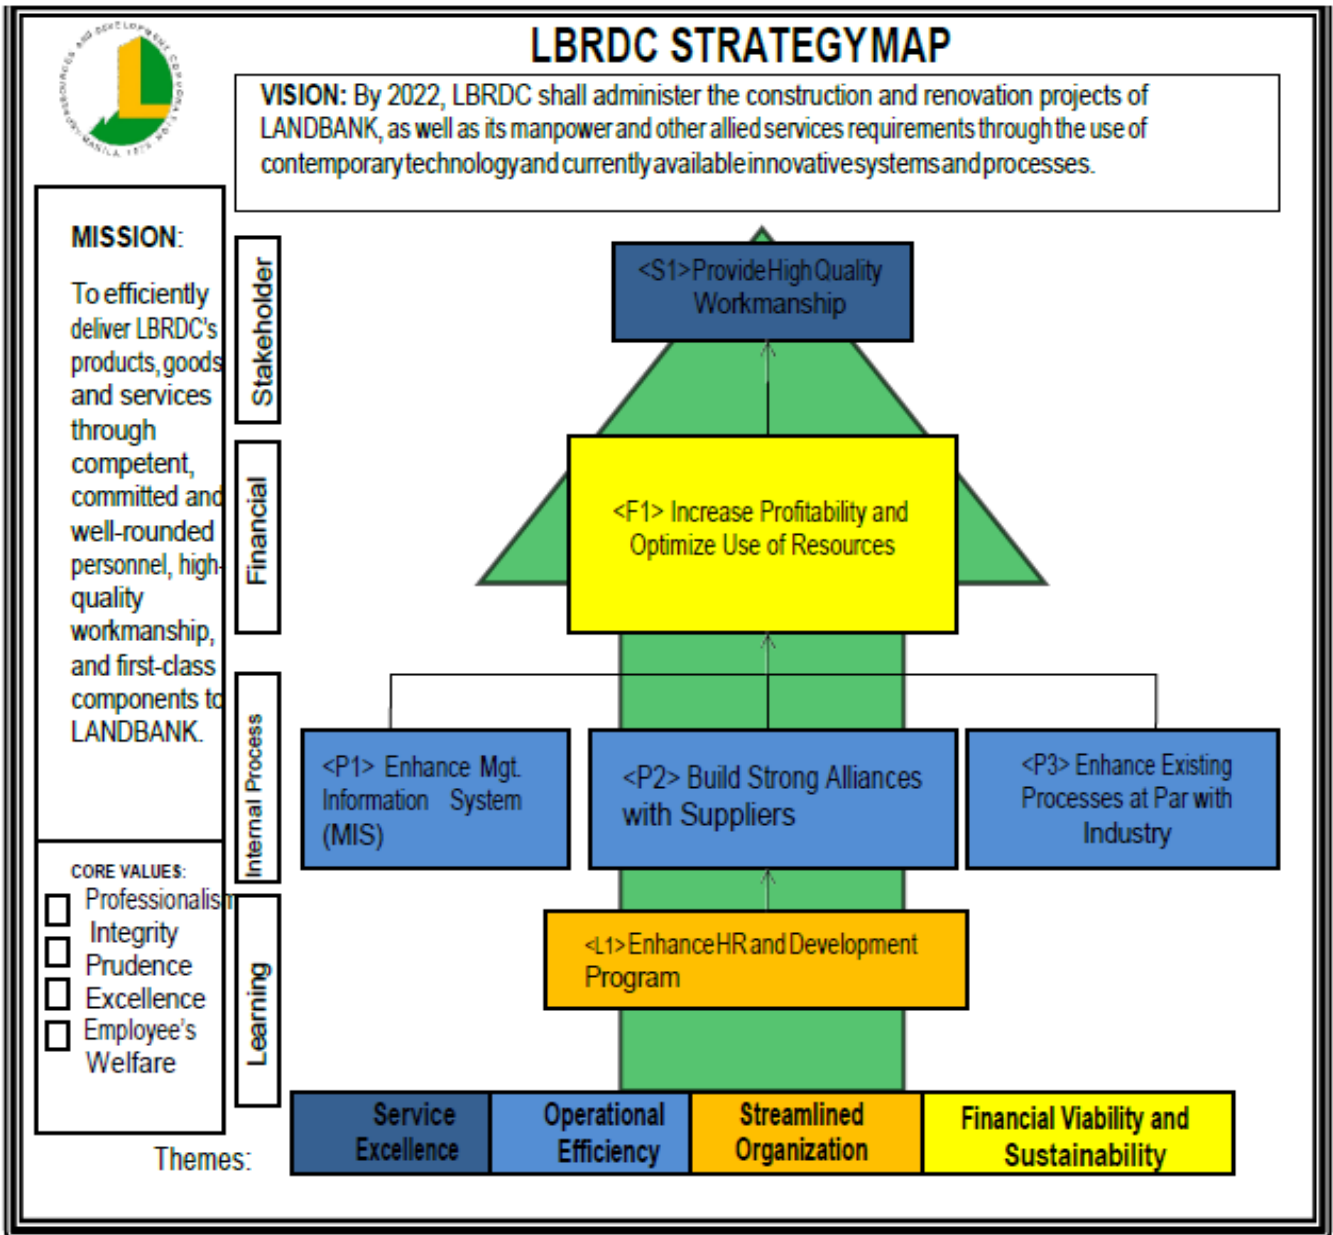 LBRDC STRATEGY MAP
VISION: By 2022, LBRDC shall administer the construction and renovation projects of
LANDBANK, as well as its manpower and other allied services requirements through the use of
contemporary technology and currently available innovative systems and processes.
MISSION:
To efficiently
deliver LBRDC's
products, goods
and services
through
competent,
committed and
well-rounded
personnel, high-
quality
workmanship,
and first-class
components to
LANDBANK.
CORE VALUES:
Professionalism
Integrity
Prudence
Excellence
Employee's
Welfare
Stakeholder
<S1> Provide High Quality
Workmanship
Financial
<F1> Increase Profitability and
Optimize Use of Resources
Internal Process
<P1> Enhance Mgt.
Information System
(MIS)
<P2> Build Strong Alliances
with Suppliers
<P3> Enhance Existing
Processes at Par with
Industry
Learning
<L1> Enhance HR and Development
Program
Themes:
Service
Excellence
Operational
Efficiency
Streamlined
Organization
Financial Viability and
Sustainability